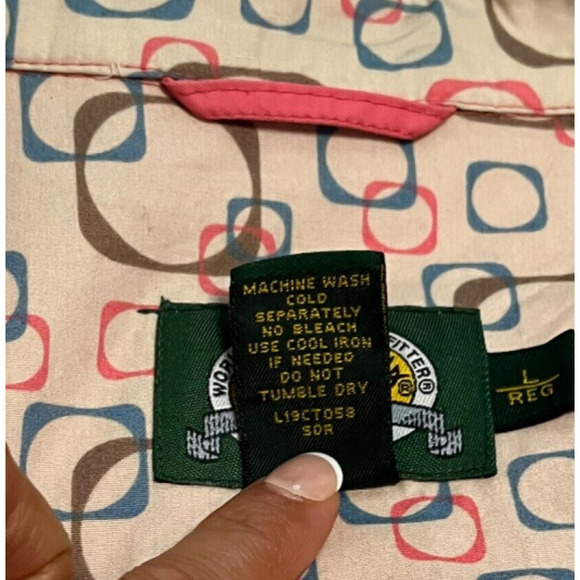 MACHINE WASH
COLD
SEPARATELY
NO BLEACH
USE COOL IRON
IF NEEDED
DO NOT
TUMBLE DRY
L19CT058
SOR
L
REG